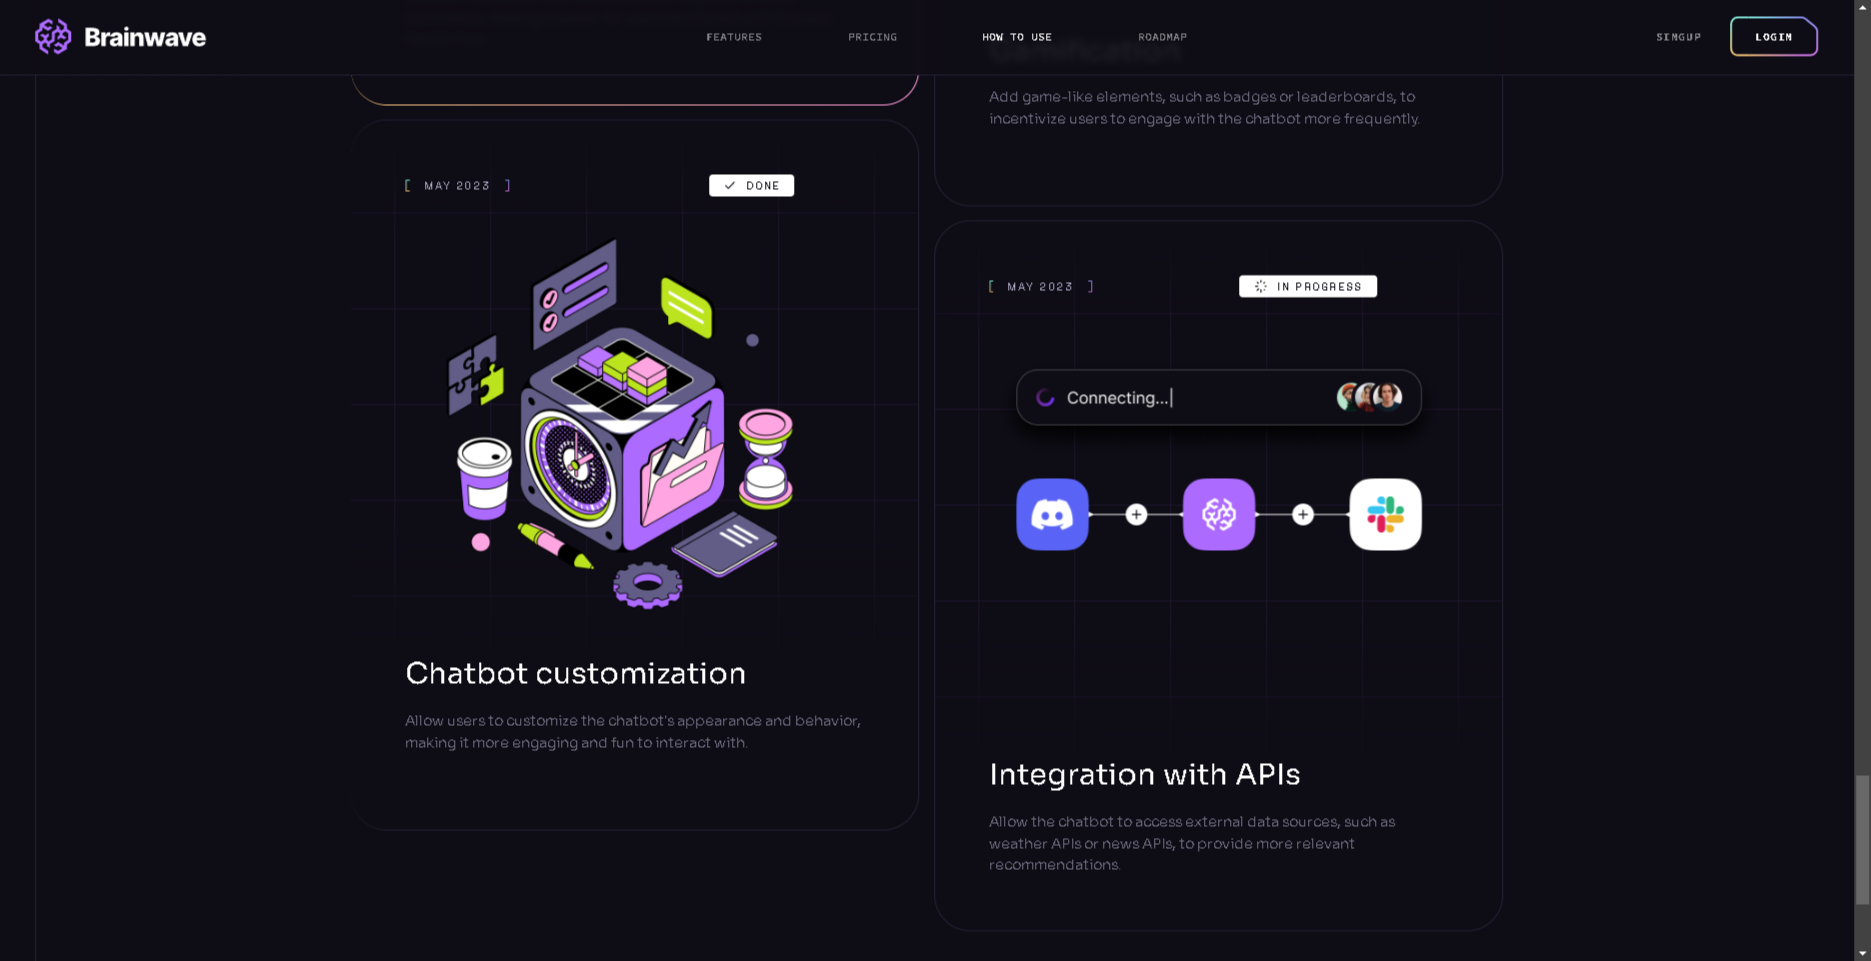 Brainwave
FEATURES
PRICING
HOW TO USE
ROADMAP
SIMGUP
LOGIN
Gamification
Add game-like elements, such as badges or leaderboards, to
incentivize users to engage with the chatbot more frequently.
[ MAY 2023 ]
DONE
Chatbot customization
Allow users to customize the chatbot's appearance and behavior,
making it more engaging and fun to interact with.
[ MAY 2023 ]
IN PROGRESS
Connecting...|
Integration with APIs
Allow the chatbot to access external data sources, such as
weather APIs or news APIs, to provide more relevant
recommendations.